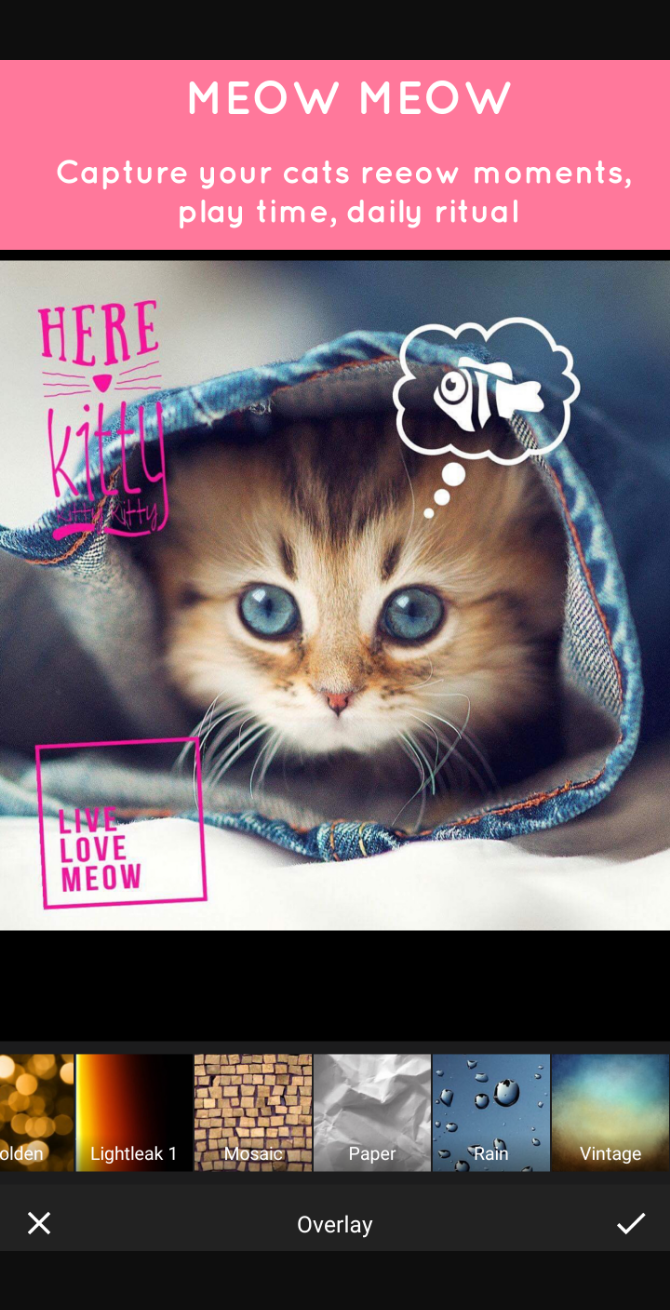 MEOW MEOW
Capture your cats reeow moments,
play time, daily ritual
HERE
kitty
kitty kitty
LIVE
LOVE
MEOW
olden
Lightleak 1
Mosaic
Paper
Rain
Vintage
Overlay